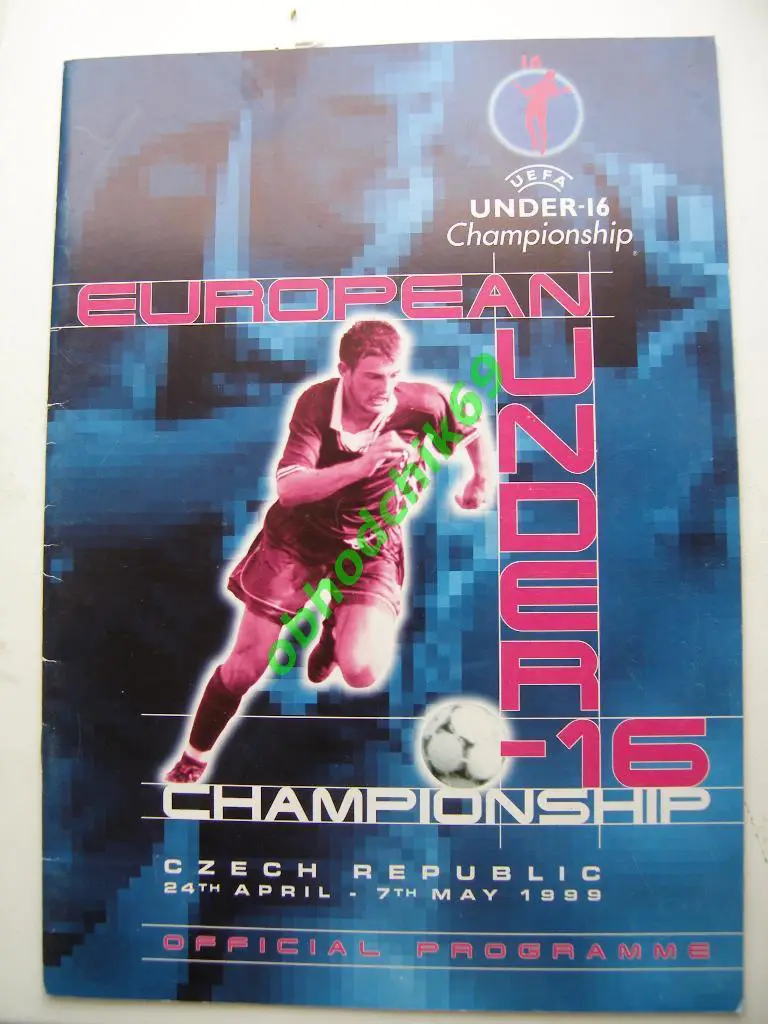 16
UEFA
UNDER-16
Championship
EUROPEAN
UNDER
-16
CHAMPIONSHIP
CZECH REPUBLIC
24TH APRIL - 7TH MAY 1999
OFFICIAL PROGRAMME
obhodchik69